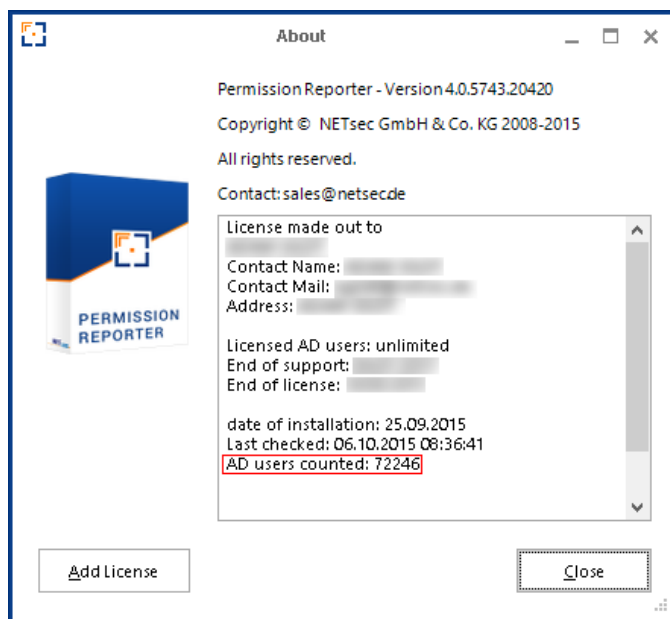 About
Permission Reporter - Version 4.0.5743.20420
Copyright © NETsec GmbH & Co. KG 2008-2015
All rights reserved.
Contact: sales@netsec.de
PERMISSION
REPORTER
License made out to
Contact Name:
Contact Mail:
Address:
Licensed AD users: unlimited
End of support:
End of license:
date of installation: 25.09.2015
Last checked: 06.10.2015 08:36:41
AD users counted: 72246
Add License
Close